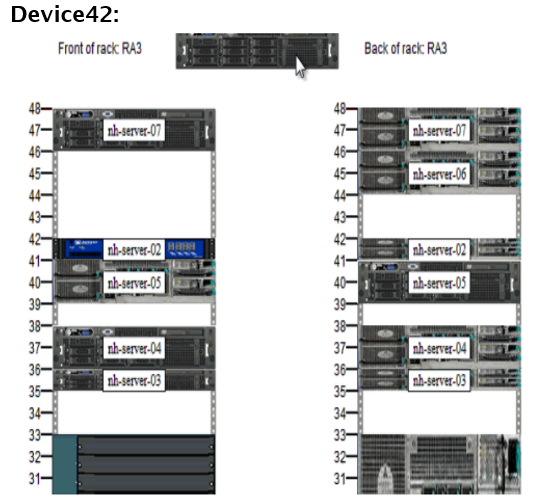 Device42:
Front of rack: RA3
Back of rack: RA3
48
47
46
45
44
43
42
41
40
39
38
37
36
35
34
33
32
31
nh-server-07
nh-server-02
nh-server-05
nh-server-04
nh-server-03
48
47
46
45
44
43
42
41
40
39
38
37
36
35
34
33
32
31
nh-server-07
nh-server-06
nh-server-02
nh-server-05
nh-server-04
nh-server-03